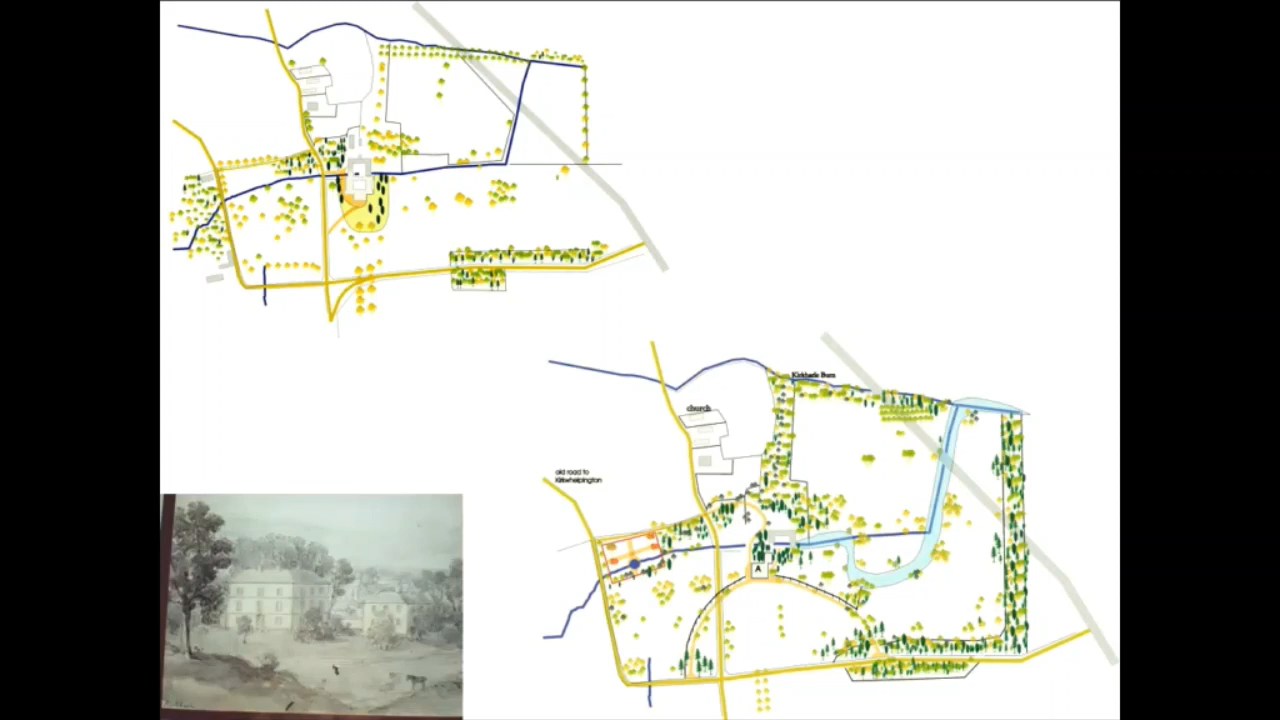 Kirkharle Burn
church
old road to
Kirkwhelpington
A